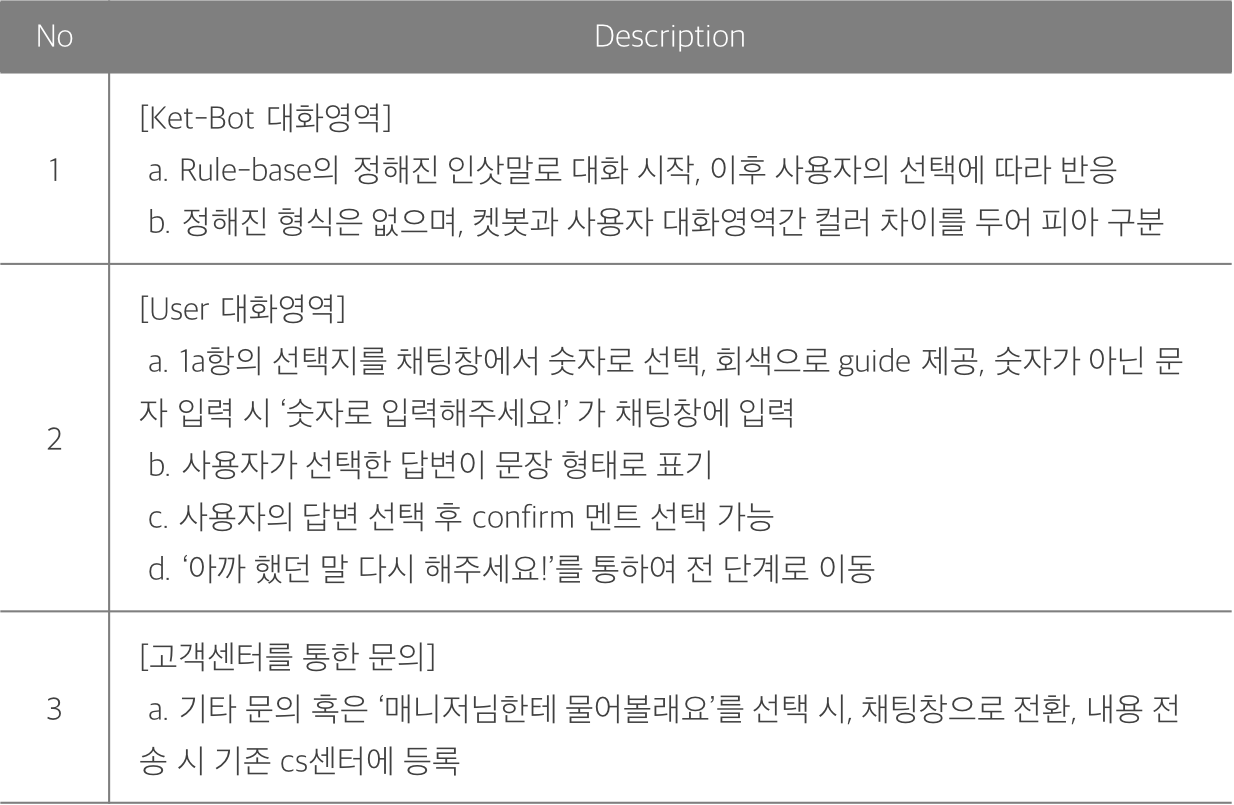 No Description
[Ket-Bot 대화영역]
1 a. Rule-base의 정해진 인삿말로 대화 시작, 이후 사용자의 선택에 따라 반응
b. 정해진 형식은 없으며, 켓봇과 사용자 대화영역간 컬러 차이를 두어 피아 구분
[User 대화영역]
a. 1a항의 선택지를 채팅창에서 숫자로 선택, 회색으로 guide 제공, 숫자가 아닌 문
자 입력 시 ‘숫자로 입력해주세요!’ 가 채팅창에 입력
2
b. 사용자가 선택한 답변이 문장 형태로 표기
c. 사용자의 답변 선택 후 confirm 멘트 선택 가능
d. ‘아까 했던 말 다시 해주세요!’를 통하여 전 단계로 이동
[고객센터를 통한 문의]
3 a. 기타 문의 혹은 ‘매니저님한테 물어볼래요’를 선택 시, 채팅창으로 전환, 내용 전
송 시 기존 cs센터에 등록